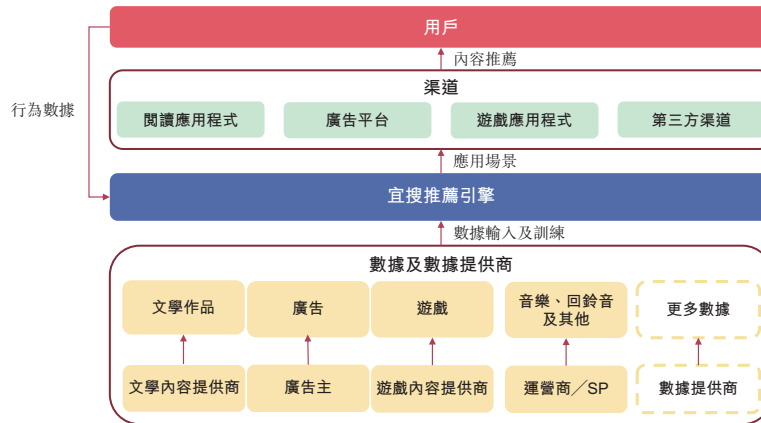 用戶
內容推薦
渠道
行為數據
閱讀應用程式 廣告平台 遊戲應用程式 第三方渠道
應用場景
宜搜推薦引擎
數據輸入及訓練
數據及數據提供商
文學作品 廣告 遊戲 音樂、回鈴音及其他 更多數據
文學內容提供商 廣告主 遊戲內容提供商 運營商／SP 數據提供商